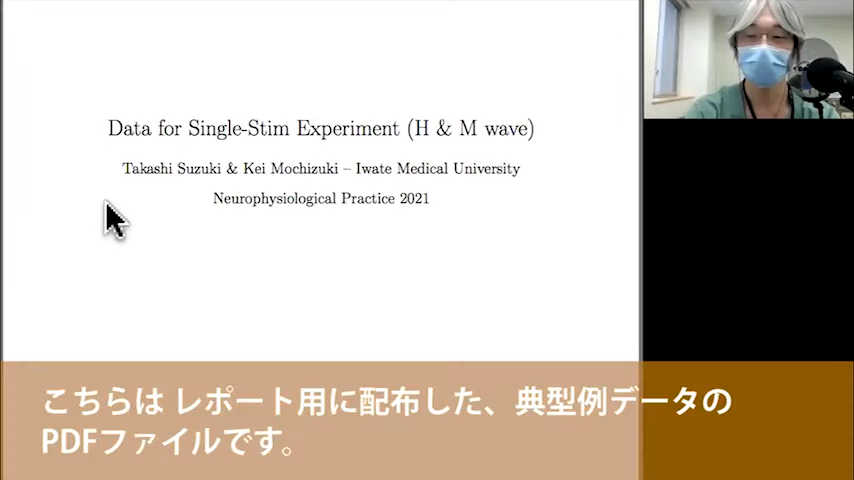 Data for Single-Stim Experiment (H & M wave)
Takashi Suzuki & Kei Mochizuki – Iwate Medical University
Neurophysiological Practice 2021
こちらは レポート用に配布した、典型例データの
PDFファイルです。